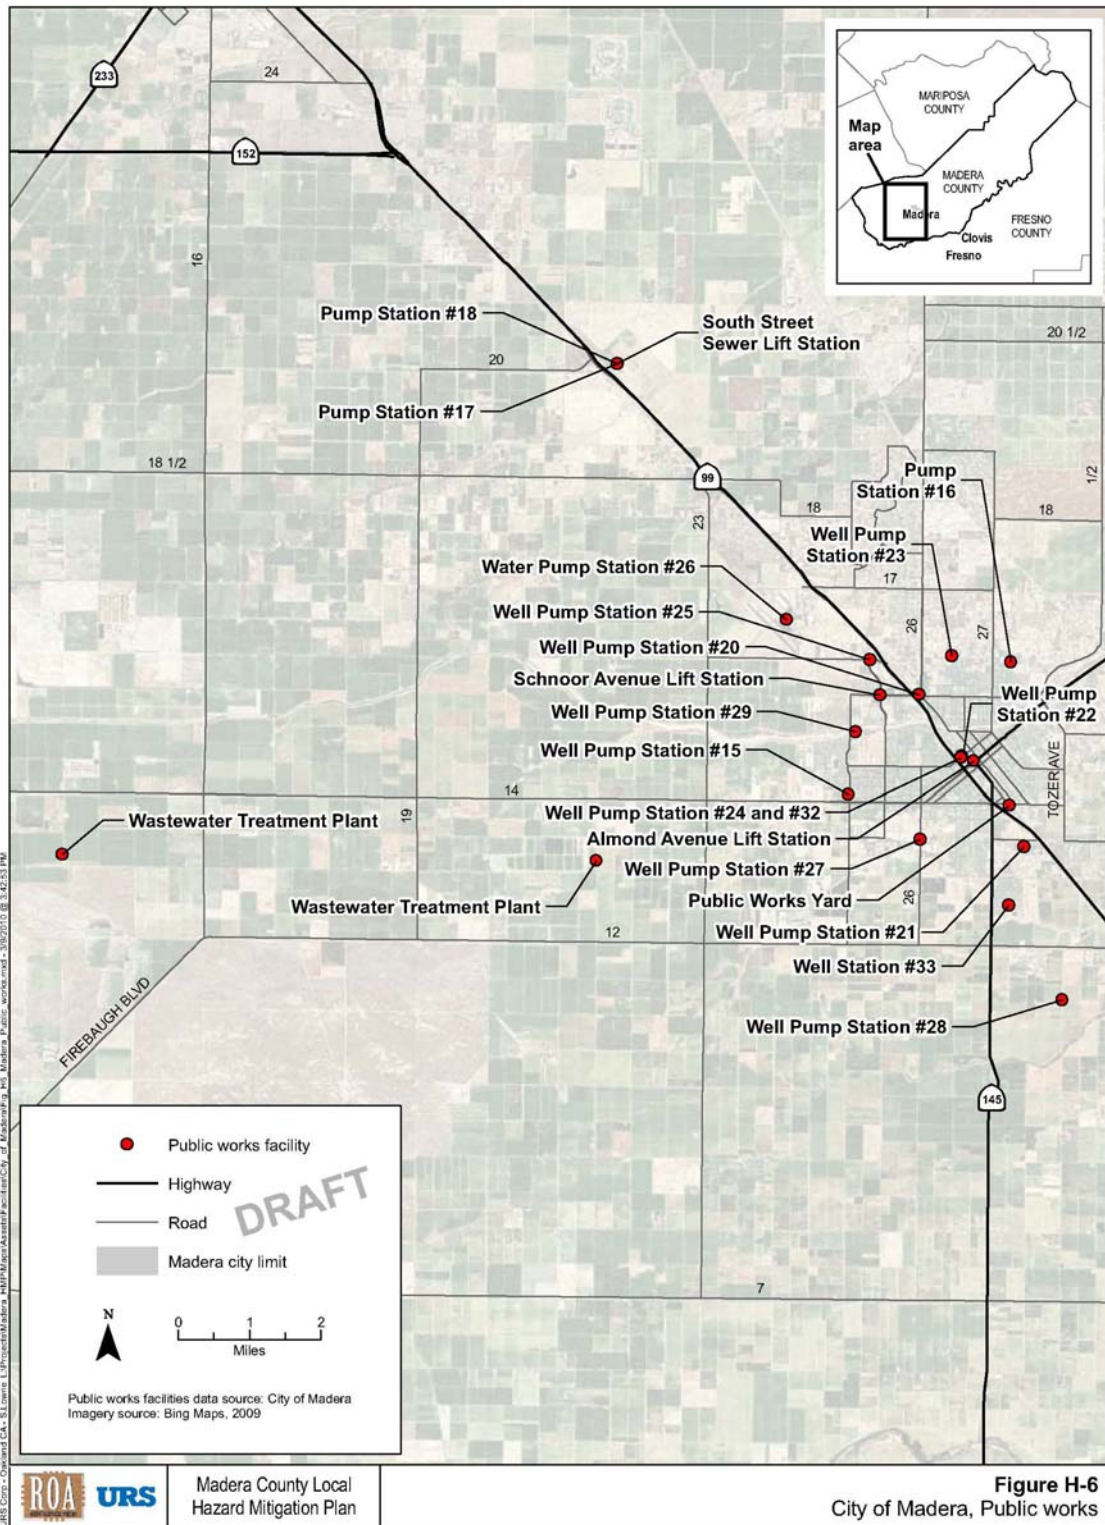 233
24
152
16
MARIPOSA
COUNTY
Map
area
MADERA
COUNTY
Madera
FRESNO
COUNTY
Clovis
Fresno
Pump Station #18
South Street
Sewer Lift Station
20 1/2
20
Pump Station #17
18 1/2
99
Pump
Station #16
1/2
23
18
18
Well Pump
Station #23
Water Pump Station #26
17
Well Pump Station #25
26
27
Well Pump Station #20
Schnoor Avenue Lift Station
Well Pump
Station #22
Well Pump Station #29
Well Pump Station #15
TOZER AVE
14
19
Well Pump Station #24 and #32
Wastewater Treatment Plant
Almond Avenue Lift Station
Well Pump Station #27
Public Works Yard
26
Wastewater Treatment Plant
12
Well Pump Station #21
Well Station #33
FIREBAUGH BLVD
Well Pump Station #28
145
Public works facility
Highway
Road
DRAFT
Madera city limit
7
N
0 1 2
Miles
Public works facilities data source: City of Madera
Imagery source: Bing Maps, 2009
ROA
URS
Madera County Local
Hazard Mitigation Plan
Figure H-6
City of Madera, Public works